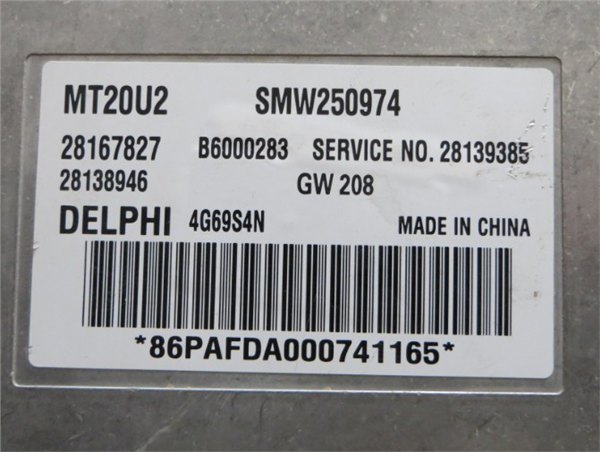 MT20U2 SMW250974
28167827 B6000283 SERVICE NO. 28139385
28138946 GW 208
DELPHI 4G69S4N MADE IN CHINA
*86PAFDA000741165*